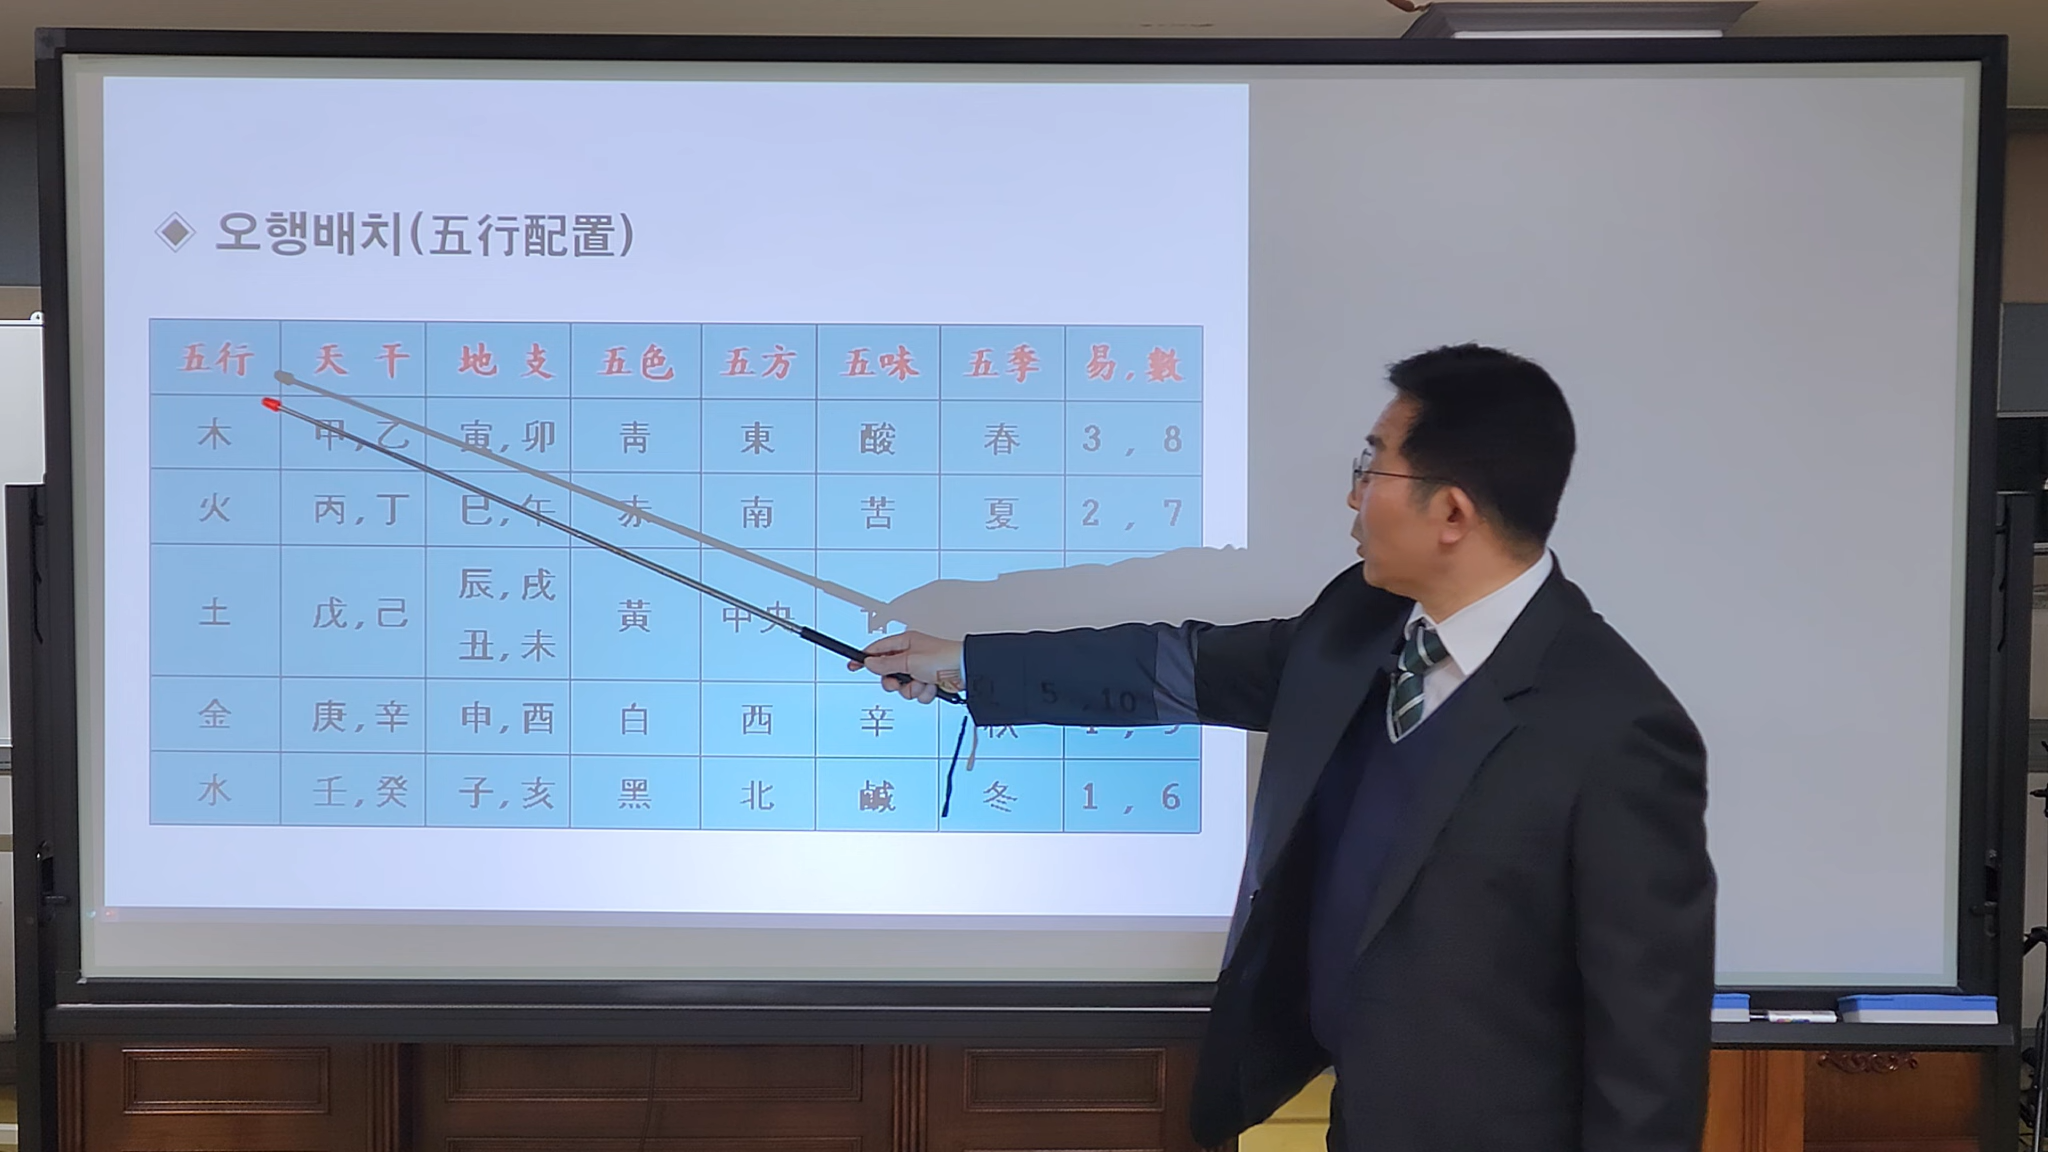 ◈ 오행배치(五行配置)
五行 天 干 地 支 五色 五方 五味 五季 易,數
木 甲,乙 寅,卯 靑 東 酸 春 3 , 8
火 丙,丁 巳,午 赤 南 苦 夏 2 , 7
土 戊,己 辰,戌 丑,未 黃 中央 5 ,10
金 庚,辛 申,酉 白 西 辛
水 壬,癸 子,亥 黑 北 鹹 冬 1 , 6